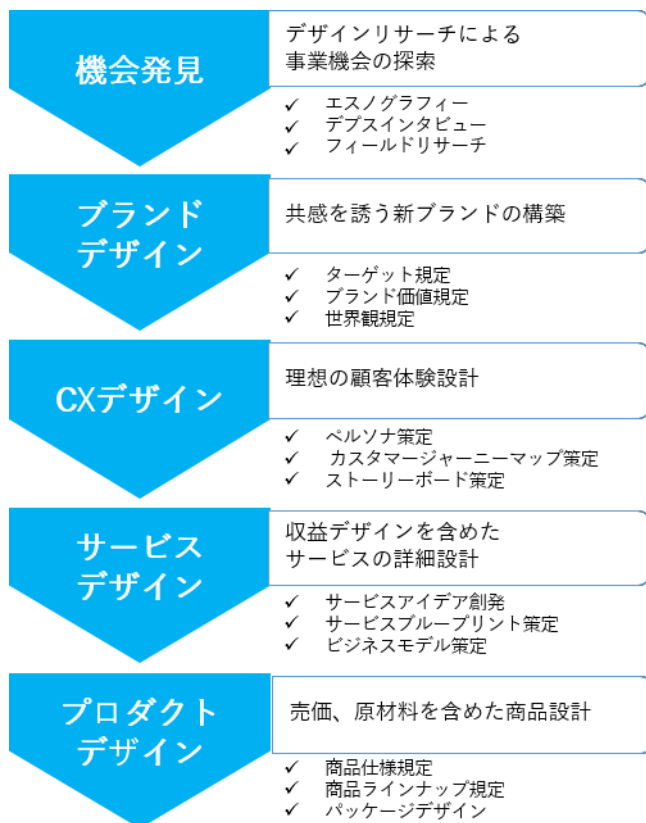 機会発見
デザインリサーチによる
事業機会の探索
✓ エスノグラフィー
✓ デプスインタビュー
✓ フィールドリサーチ
ブランド
デザイン
共感を誘う新ブランドの構築
✓ ターゲット規定
✓ ブランド価値規定
✓ 世界観規定
CXデザイン
理想の顧客体験設計
✓ ペルソナ策定
✓ カスタマージャーニーマップ策定
✓ ストーリーボード策定
サービス
デザイン
収益デザインを含めた
サービスの詳細設計
✓ サービスアイデア創発
✓ サービスブループリント策定
✓ ビジネスモデル策定
プロダクト
デザイン
売価、原材料を含めた商品設計
✓ 商品仕様規定
✓ 商品ラインナップ規定
✓ パッケージデザイン